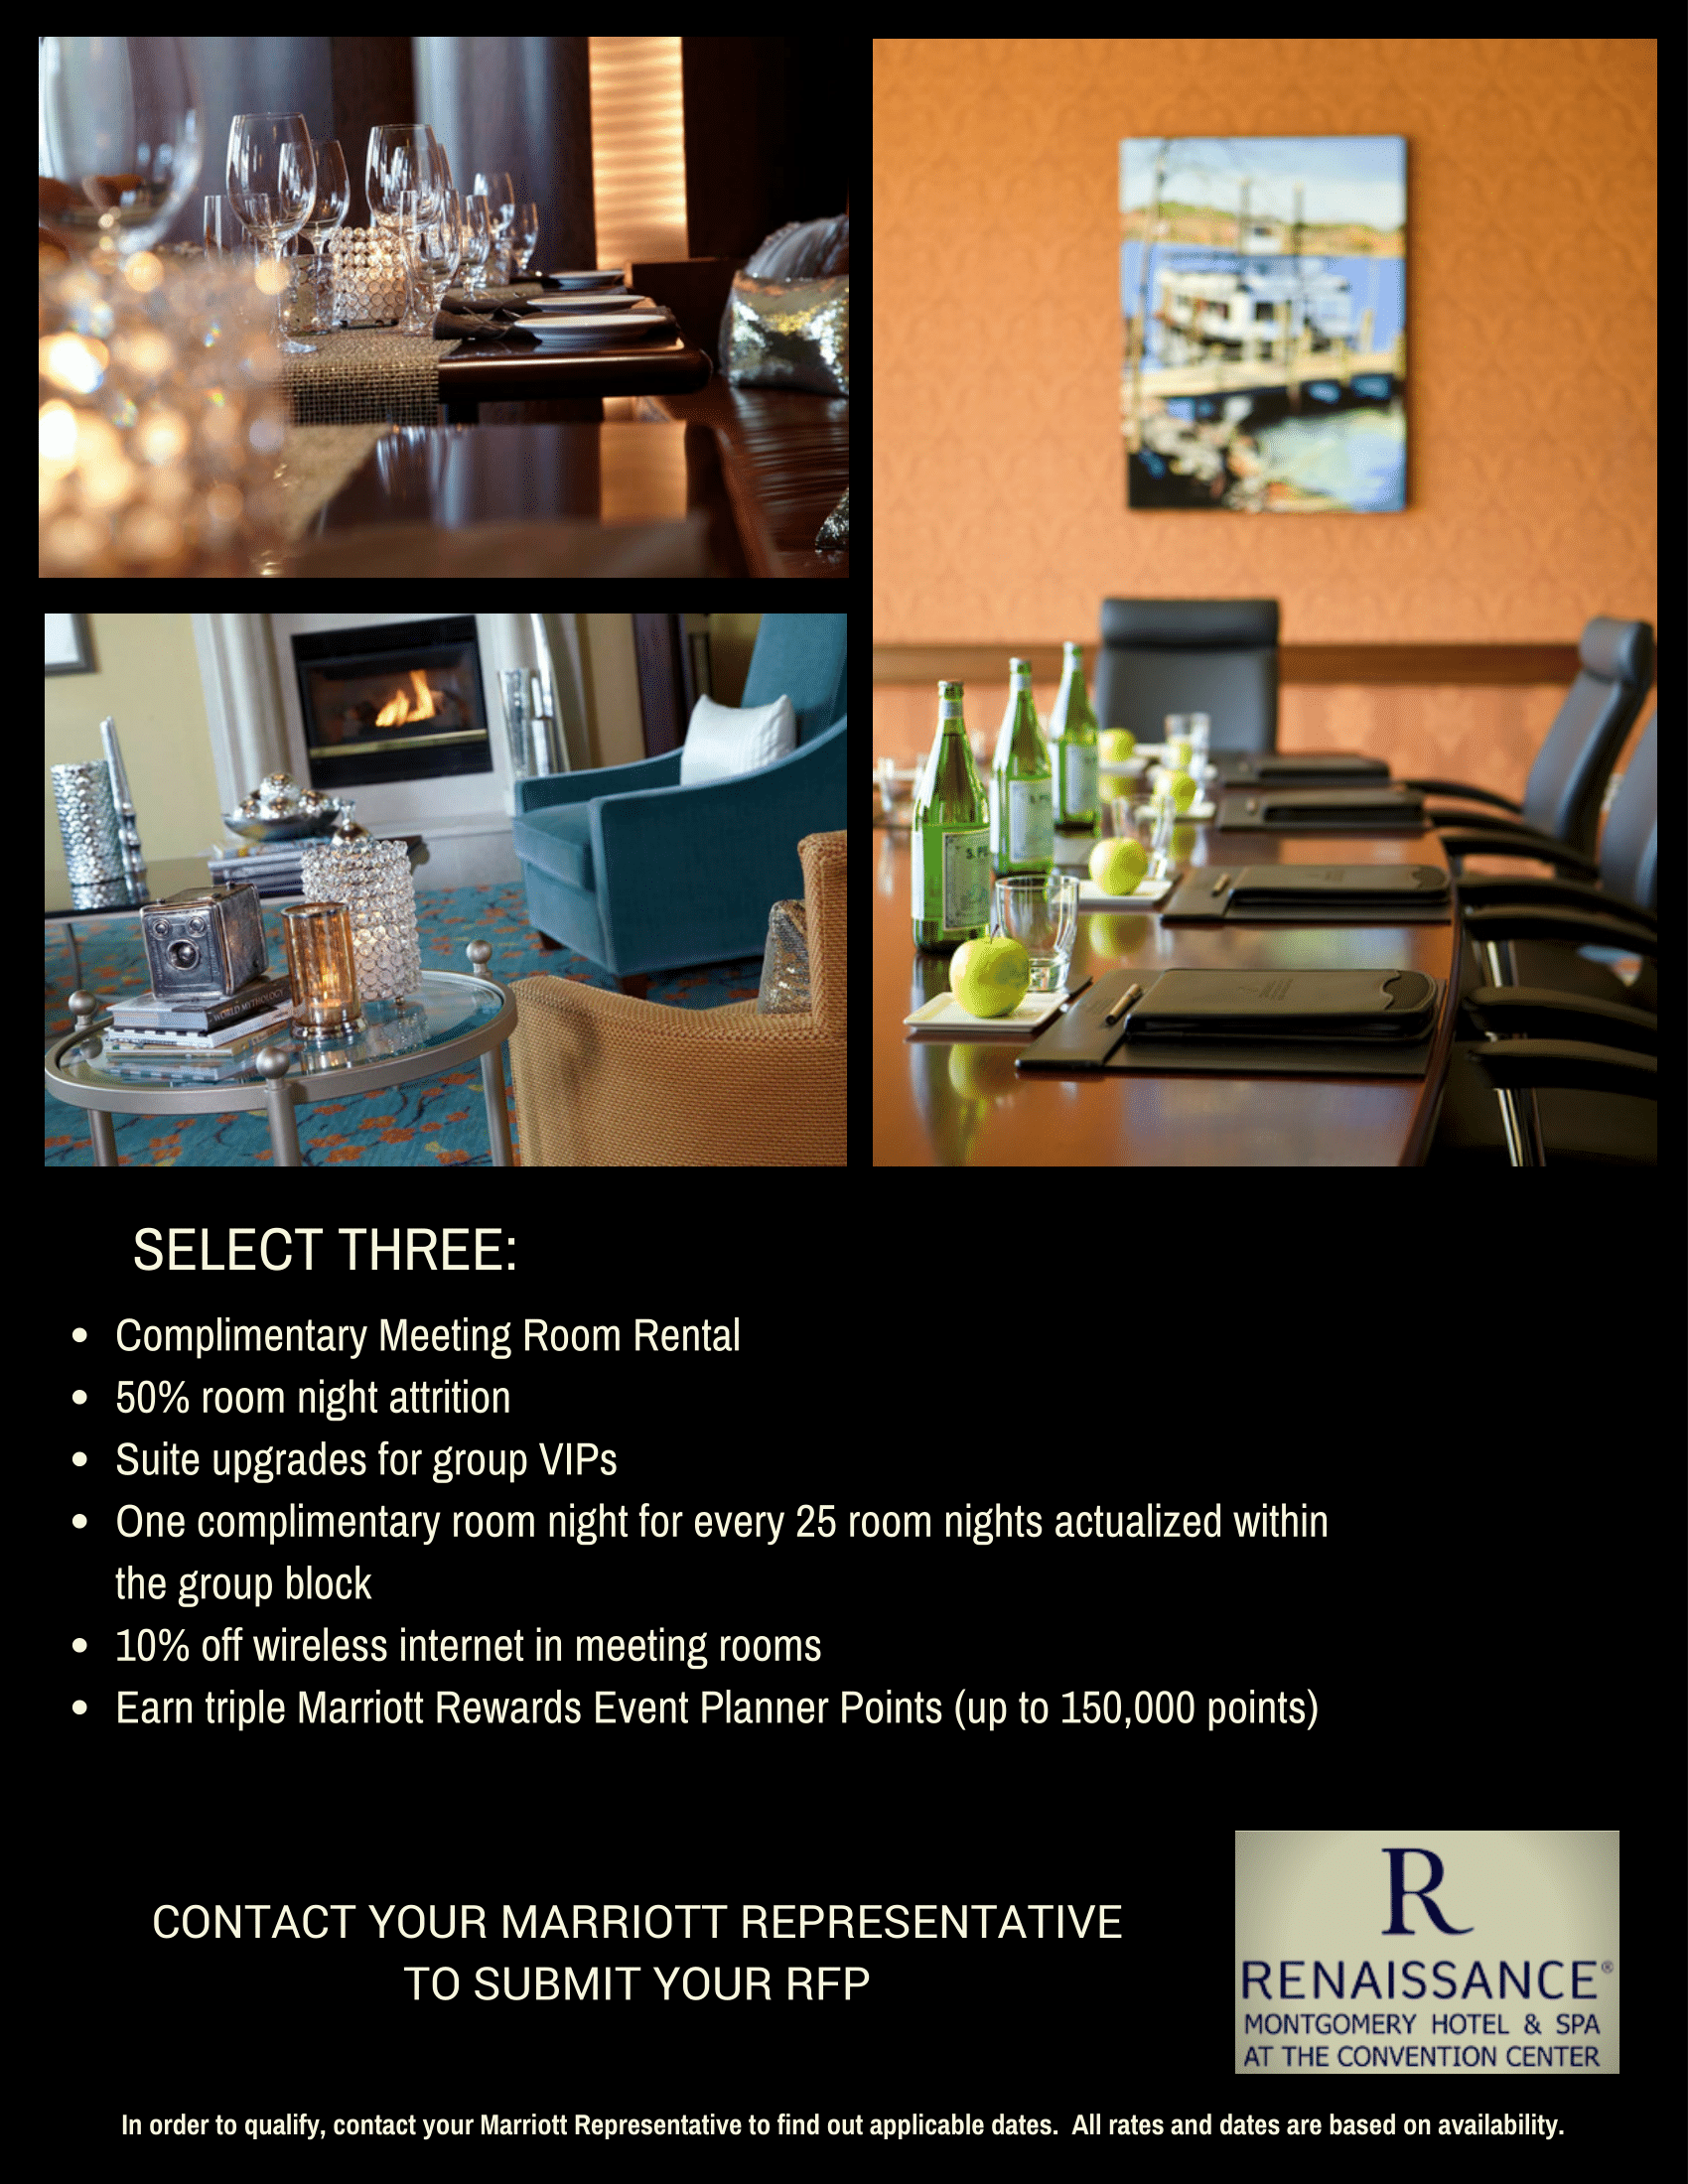 WORLD MYTHOLOGY
S. P
SELECT THREE:
• Complimentary Meeting Room Rental
• 50% room night attrition
• Suite upgrades for group VIPs
• One complimentary room night for every 25 room nights actualized within
the group block
• 10% off wireless internet in meeting rooms
• Earn triple Marriott Rewards Event Planner Points (up to 150,000 points)
CONTACT YOUR MARRIOTT REPRESENTATIVE
TO SUBMIT YOUR RFP
R
RENAISSANCE®
MONTGOMERY HOTEL & SPA
AT THE CONVENTION CENTER
In order to qualify, contact your Marriott Representative to find out applicable dates.  All rates and dates are based on availability.